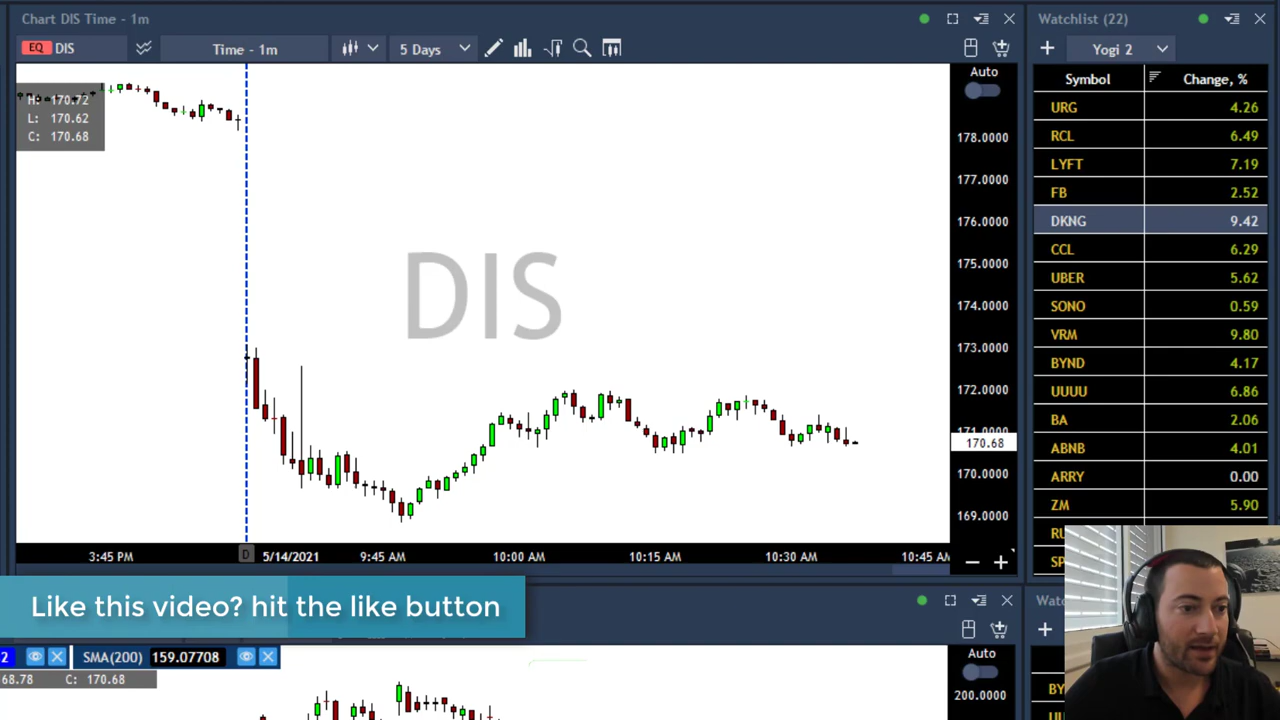 Chart DIS Time - 1m
EQ DIS
Time - 1m
5 Days
H: 170.72
L: 170.62
C: 170.68
DIS
Auto
178.0000
177.0000
176.0000
175.0000
174.0000
173.0000
172.0000
171.0000
170.68
170.0000
169.0000
3:45 PM
D
5/14/2021
9:45 AM
10:00 AM
10:15 AM
10:30 AM
10:45 AM
Watchlist (22)
Yogi 2
Symbol Change, %
URG 4.26
RCL 6.49
LYFT 7.19
FB 2.52
DKNG 9.42
CCL 6.29
UBER 5.62
SONO 0.59
VRM 9.80
BYND 4.17
UUUU 6.86
BA 2.06
ABNB 4.01
ARRY 0.00
ZM 5.90
Like this video? hit the like button
2
SMA(200) 159.07708
68.78 C: 170.68
Auto
200.0000